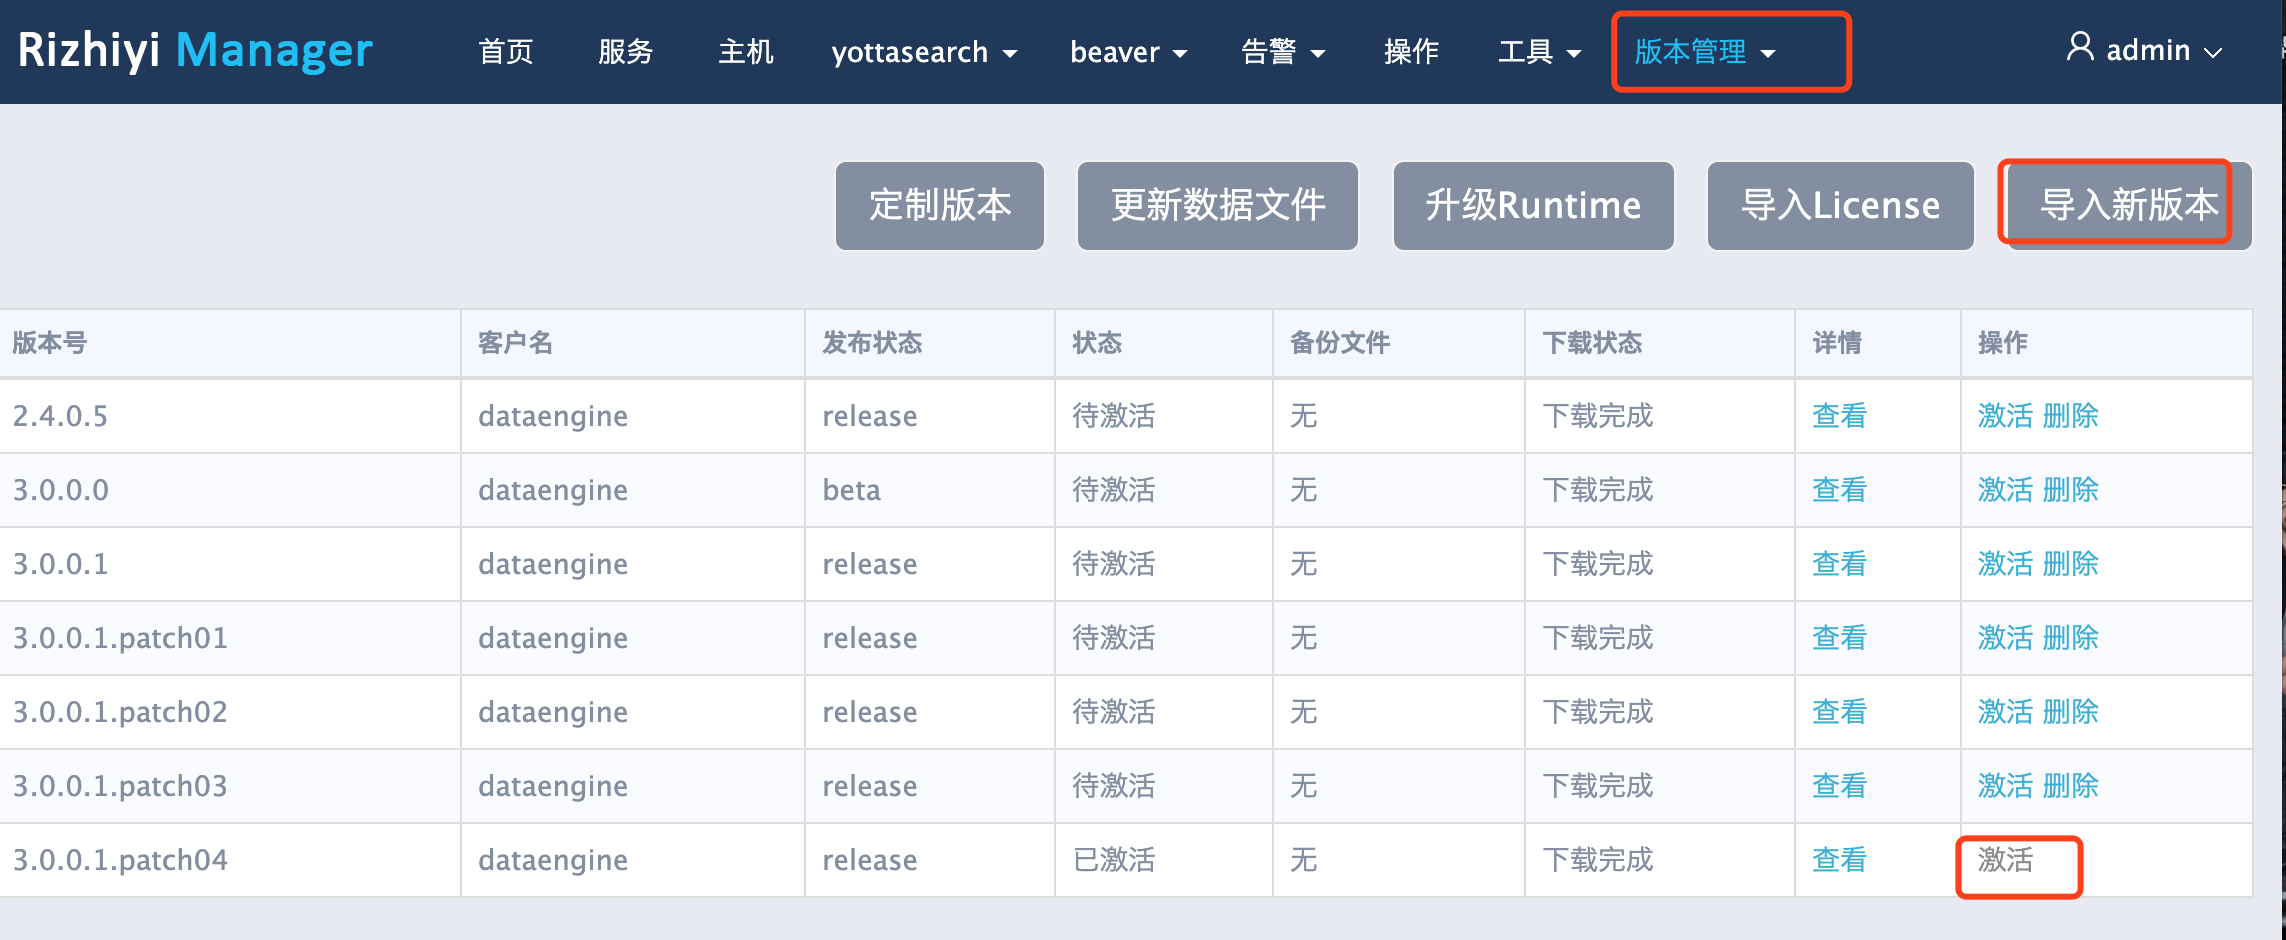 Rizhiyi Manager 首页 服务 主机 yottasearch beaver 告警 操作 工具 版本管理 admin
定制版本 更新数据文件 升级Runtime 导入License 导入新版本
版本号 客户名 发布状态 状态 备份文件 下载状态 详情 操作
2.4.0.5 dataengine release 待激活 无 下载完成 查看 激活 删除
3.0.0.0 dataengine beta 待激活 无 下载完成 查看 激活 删除
3.0.0.1 dataengine release 待激活 无 下载完成 查看 激活 删除
3.0.0.1.patch01 dataengine release 待激活 无 下载完成 查看 激活 删除
3.0.0.1.patch02 dataengine release 待激活 无 下载完成 查看 激活 删除
3.0.0.1.patch03 dataengine release 待激活 无 下载完成 查看 激活 删除
3.0.0.1.patch04 dataengine release 已激活 无 下载完成 查看 激活